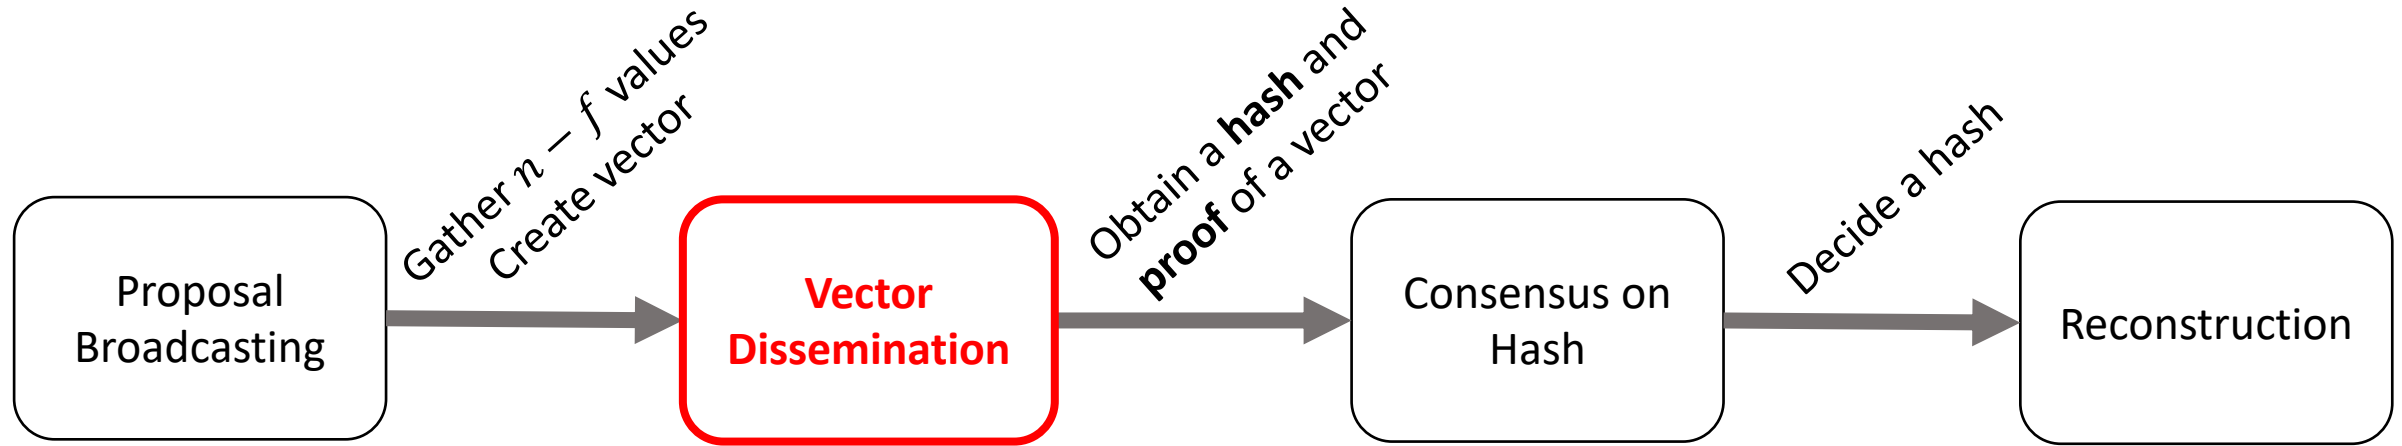 Proposal
Broadcasting
Gather n − f values
Create vector
Vector
Dissemination
Obtain a hash and
proof of a vector
Consensus on
Hash
Decide a hash
Reconstruction